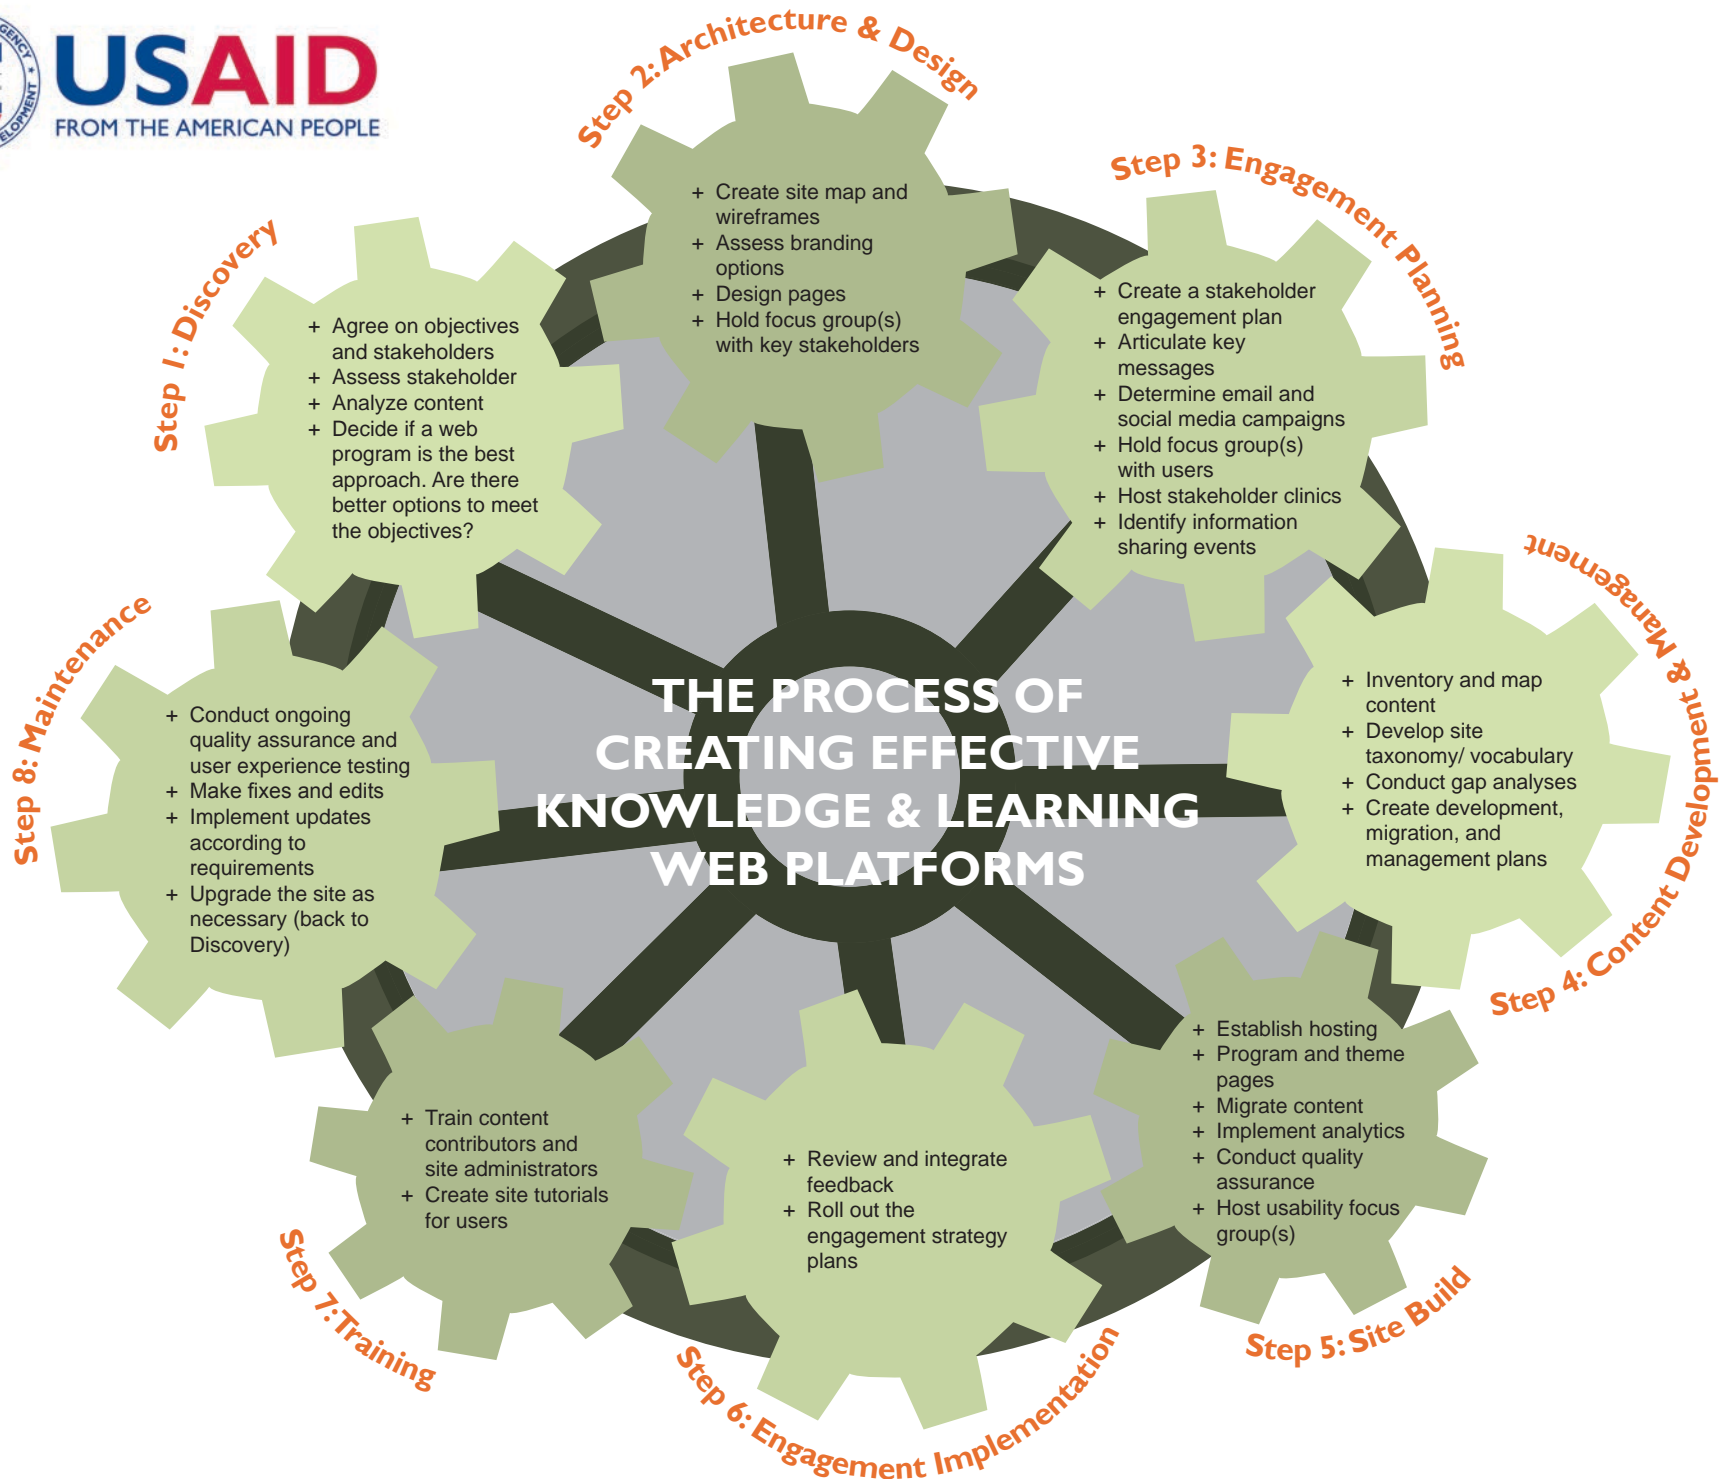 AGENCY ★
ELOPMENT
USAID
FROM THE AMERICAN PEOPLE
Step 1: Discovery
+ Agree on objectives
and stakeholders
+ Assess stakeholder
+ Analyze content
+ Decide if a web
program is the best
approach. Are there
better options to meet
the objectives?
Step 2: Architecture & Design
+ Create site map and
wireframes
+ Assess branding
options
+ Design pages
+ Hold focus group(s)
with key stakeholders
Step 3: Engagement Planning
+ Create a stakeholder
engagement plan
+ Articulate key
messages
+ Determine email and
social media campaigns
+ Hold focus group(s)
with users
+ Host stakeholder clinics
+ Identify information
sharing events
Step 4: Content Development & Management
+ Inventory and map
content
+ Develop site
taxonomy/ vocabulary
+ Conduct gap analyses
+ Create development,
migration, and
management plans
THE PROCESS OF
CREATING EFFECTIVE
KNOWLEDGE & LEARNING
WEB PLATFORMS
Step 5: Site Build
+ Establish hosting
+ Program and theme
pages
+ Migrate content
+ Implement analytics
+ Conduct quality
assurance
+ Host usability focus
group(s)
Step 6: Engagement Implementation
+ Review and integrate
feedback
+ Roll out the
engagement strategy
plans
Step 7: Training
+ Train content
contributors and
site administrators
+ Create site tutorials
for users
Step 8: Maintenance
+ Conduct ongoing
quality assurance and
user experience testing
+ Make fixes and edits
+ Implement updates
according to
requirements
+ Upgrade the site as
necessary (back to
Discovery)